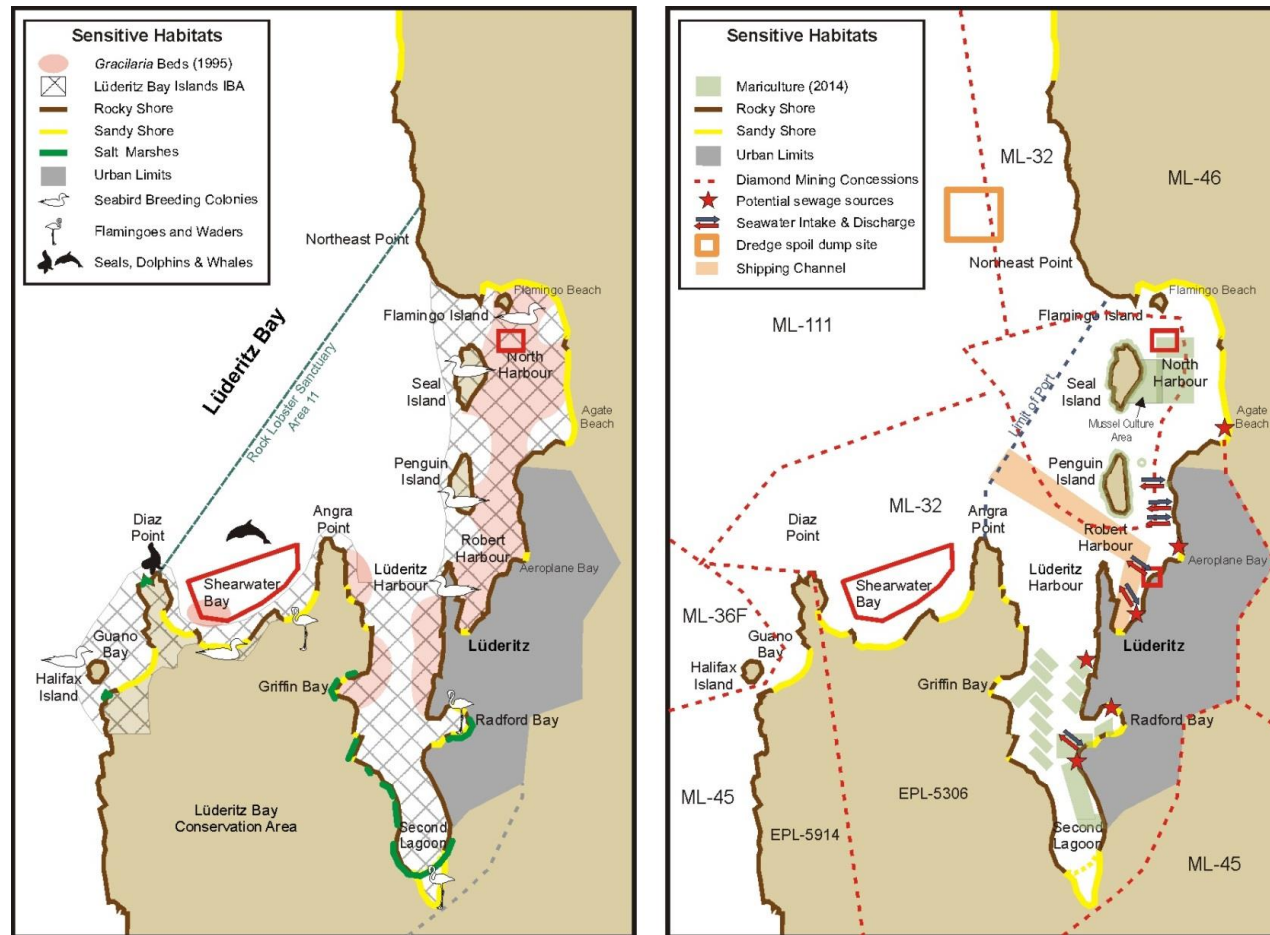 Sensitive Habitats
Gracilaria Beds (1995)
Lüderitz Bay Islands IBA
Rocky Shore
Sandy Shore
Salt Marshes
Urban Limits
Seabird Breeding Colonies
Flamingoes and Waders
Seals, Dolphins & Whales
Northeast Point
Lüderitz Bay
Rock Lobster Sanctuary
Area 11
Flamingo Beach
Flamingo Island
North
Harbour
Seal
Island
Agate
Beach
Penguin
Island
Diaz
Point
Angra
Point
Robert
Harbour
Shearwater
Bay
Lüderitz
Harbour
Aeroplane Bay
Guano
Bay
Halifax
Island
Lüderitz
Griffin Bay
Radford Bay
Lüderitz Bay
Conservation Area
Second
Lagoon
Sensitive Habitats
Mariculture (2014)
Rocky Shore
Sandy Shore
Urban Limits
Diamond Mining Concessions
Potential sewage sources
Seawater Intake & Discharge
Dredge spoil dump site
Shipping Channel
ML-32
ML-46
Northeast Point
ML-111
Flamingo Beach
Flamingo Island
Limit of Port
North
Harbour
Seal
Island
Mussel Culture
Area
Agate
Beach
Penguin
Island
ML-32
Diaz
Point
Angra
Point
Robert
Harbour
Shearwater
Bay
Lüderitz
Harbour
Aeroplane Bay
ML-36F
Guano
Bay
Halifax
Island
Lüderitz
Griffin Bay
Radford Bay
ML-45
EPL-5306
EPL-5914
Second
Lagoon
ML-45